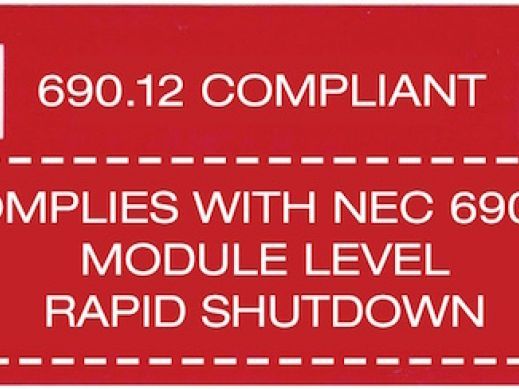 690.12 COMPLIANT
OMPLIES WITH NEC 690.
MODULE LEVEL
RAPID SHUTDOWN